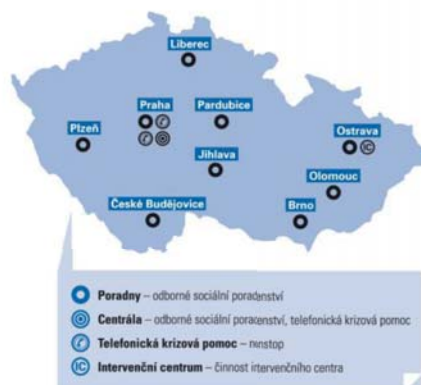 Liberec
Praha
Pardubice
Plzeň
Ostrava
Jihlava
Olomouc
České Budějovice
Brno
Poradny – odborné sociální poradenství
Centrála – odborné sociální poradenství, telefonická krizová pomoc
Telefonická krizová pomoc – nonstop
IC Intervenční centrum – činnost intervenčního centra